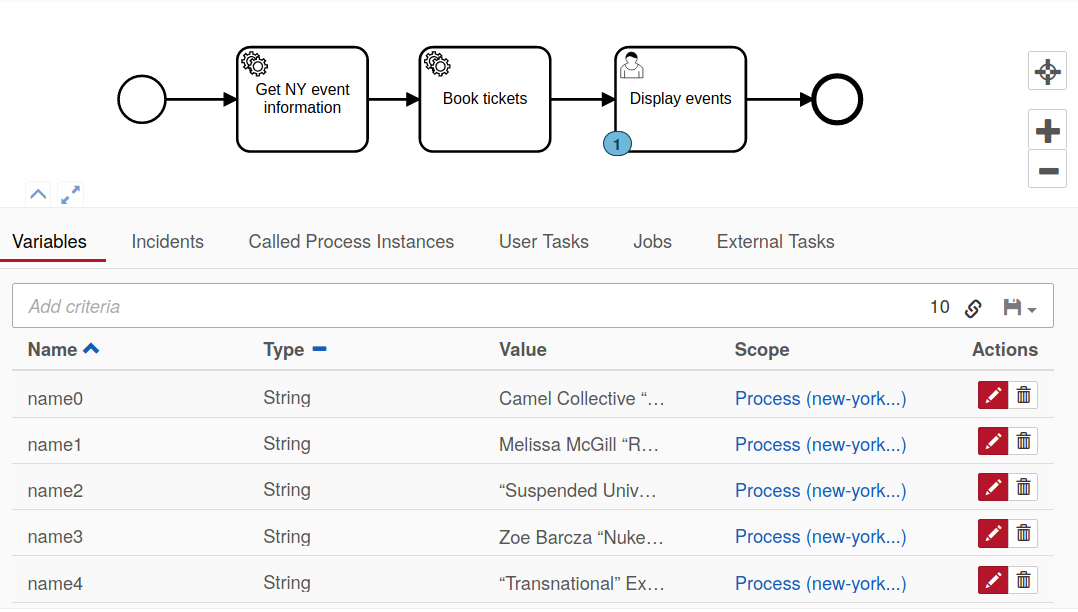 Get NY event
information
Book tickets
Display events
1
Variables Incidents Called Process Instances User Tasks Jobs External Tasks
Add criteria 10
Name Type Value Scope Actions
name0 String Camel Collective “… Process (new-york...)
name1 String Melissa McGill “R… Process (new-york...)
name2 String “Suspended Univ… Process (new-york...)
name3 String Zoe Barcza “Nuke… Process (new-york...)
name4 String “Transnational” Ex… Process (new-york...)